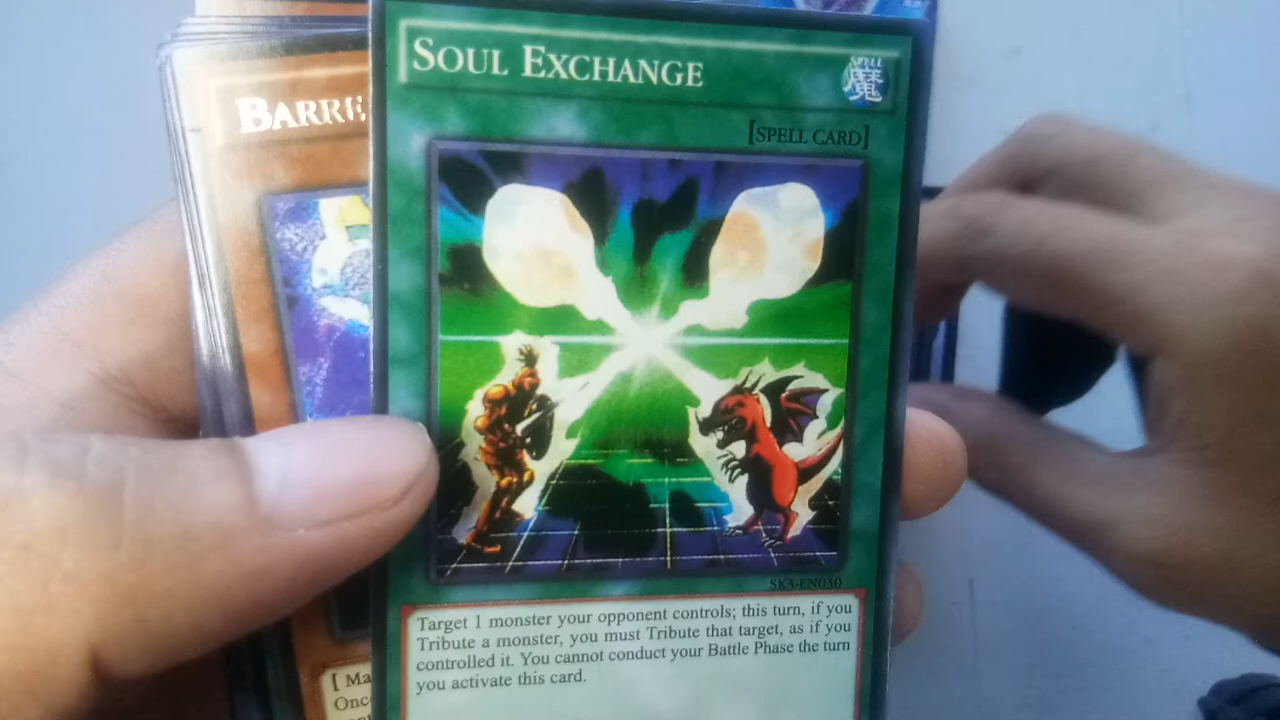 BARRE
SOUL EXCHANGE
魔
[SPELL CARD]
SK3-EN030
Target 1 monster your opponent controls; this turn, if you
Tribute a monster, you must Tribute that target, as if you
controlled it. You cannot conduct your Battle Phase the turn
you activate this card.
[ Ma
Onc